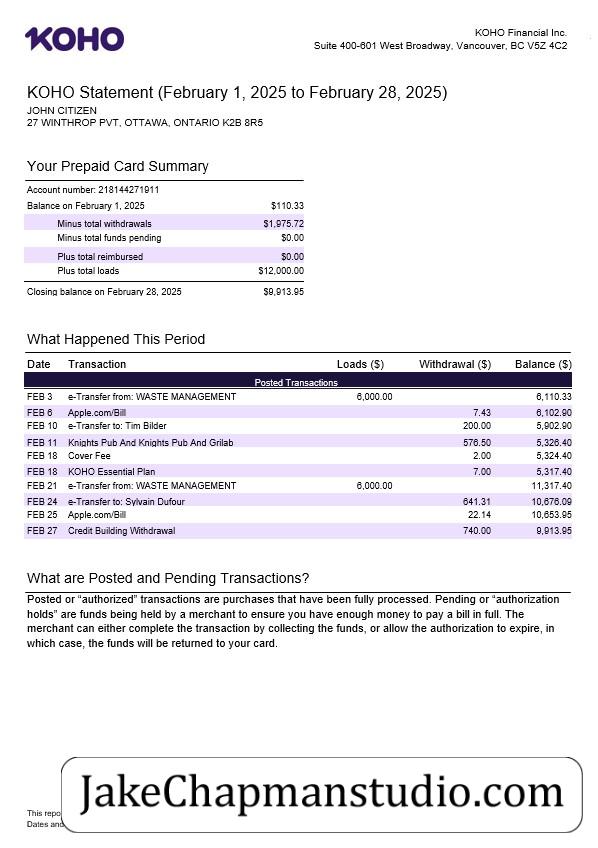 KOHO
KOHO Financial Inc.
Suite 400-601 West Broadway, Vancouver, BC V5Z 4C2
KOHO Statement (February 1, 2025 to February 28, 2025)
JOHN CITIZEN
27 WINTHROP PVT, OTTAWA, ONTARIO K2B 8R5
Your Prepaid Card Summary
Account number: 218144271911
Balance on February 1, 2025 $110.33
Minus total withdrawals $1,975.72
Minus total funds pending $0.00
Plus total reimbursed $0.00
Plus total loads $12,000.00
Closing balance on February 28, 2025 $9,913.95
What Happened This Period
Date Transaction Loads ($) Withdrawal ($) Balance ($)
Posted Transactions
FEB 3 e-Transfer from: WASTE MANAGEMENT 6,000.00 6,110.33
FEB 6 Apple.com/Bill 7.43 6,102.90
FEB 10 e-Transfer to: Tim Bilder 200.00 5,902.90
FEB 11 Knights Pub And Knights Pub And Grilab 576.50 5,326.40
FEB 18 Cover Fee 2.00 5,324.40
FEB 18 KOHO Essential Plan 7.00 5,317.40
FEB 21 e-Transfer from: WASTE MANAGEMENT 6,000.00 11,317.40
FEB 24 e-Transfer to: Sylvain Dufour 641.31 10,676.09
FEB 25 Apple.com/Bill 22.14 10,653.95
FEB 27 Credit Building Withdrawal 740.00 9,913.95
What are Posted and Pending Transactions?
Posted or “authorized” transactions are purchases that have been fully processed. Pending or “authorization
holds” are funds being held by a merchant to ensure you have enough money to pay a bill in full. The
merchant can either complete the transaction by collecting the funds, or allow the authorization to expire, in
which case, the funds will be returned to your card.
JakeChapmanstudio.com
This
Dates and